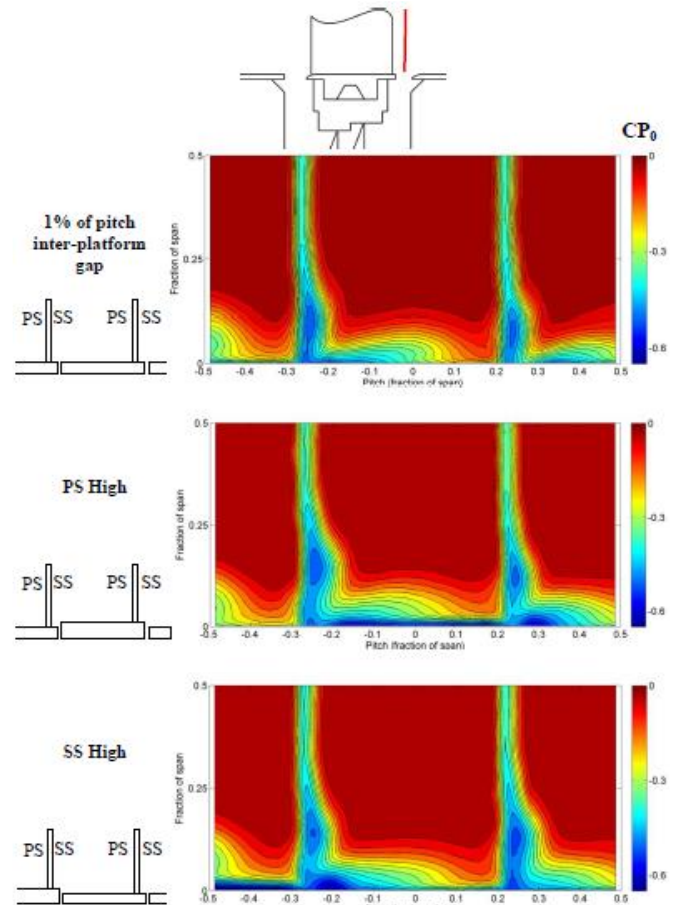 CP0
1% of pitch
inter-platform
gap
PS SS PS SS
Fraction of span
0.5
0.25
0
-0.5 -0.4 -0.3 -0.2 -0.1 0 0.1 0.2 0.3 0.4 0.5
Pitch (fraction of span)
0
-0.3
-0.6
PS High
PS SS PS SS
Fraction of span
0.5
0.25
0
-0.5 -0.4 -0.3 -0.2 -0.1 0 0.1 0.2 0.3 0.4 0.5
Pitch (fraction of span)
0
-0.3
-0.6
SS High
PS SS PS SS
Fraction of span
0.5
0.25
0
-0.5 -0.4 -0.3 -0.2 -0.1 0 0.1 0.2 0.3 0.4 0.5
0
-0.3
-0.6